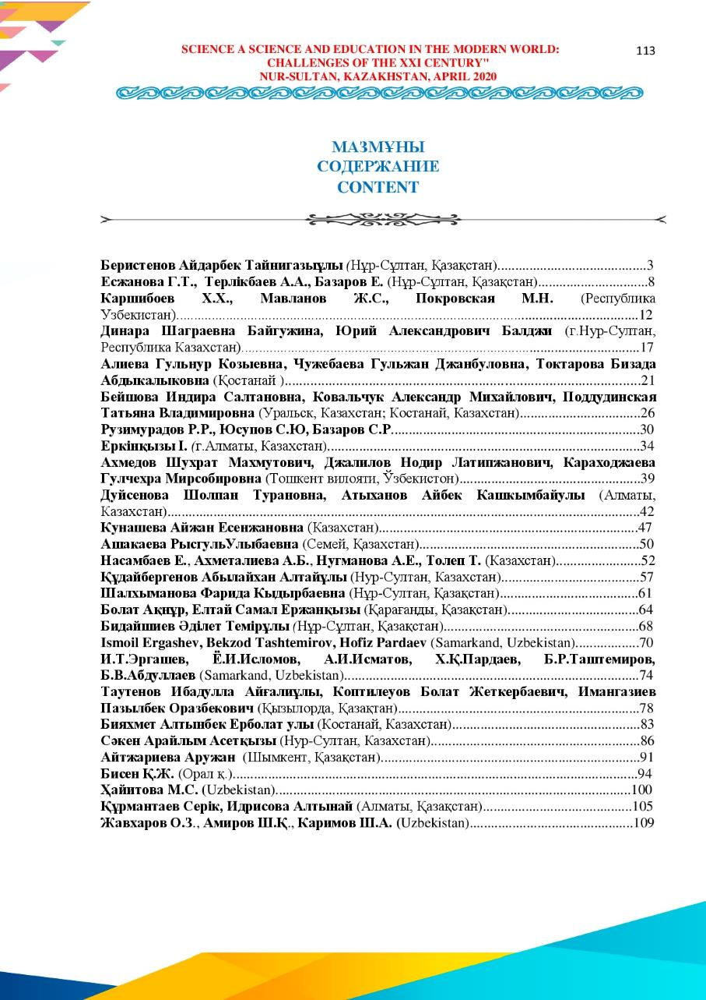 SCIENCE A SCIENCE AND EDUCATION IN THE MODERN WORLD:
CHALLENGES OF THE XXI CENTURY"
NUR-SULTAN, KAZAKHSTAN, APRIL 2020
113
МАЗМҰНЫ
СОДЕРЖАНИЕ
CONTENT
Беристенов Айдарбек Тайнигазыұлы (Нұр-Сұлтан, Қазақстан)..........................................3
Есжанова Г.Т., Терлікбаев А.А., Базаров Е. (Нұр-Сұлтан, Қазақстан)..............................8
Каршибоев Х.Х., Мавланов Ж.С., Покровская М.Н. (Республика
Узбекистан)..................................................................................................................................12
Динара Шаграевна Байгужина, Юрий Александрович Балджи (г.Нур-Султан,
Республика Казахстан)................................................................................................................17
Алиева Гульнур Козыевна, Чужебаева Гульжан Джанбуловна, Токтарова Бизада
Абдыкалыковна (Қостанай )....................................................................................................21
Бейшова Индира Салтановна, Ковальчук Александр Михайлович, Поддудинская
Татьяна Владимировна (Уральск, Казахстан; Костанай, Казахстан).................................26
Рузимурадов Р.Р., Юсупов С.Ю, Базаров С.Р.....................................................................30
Еркінқызы І. (г.Алматы, Казахстан).......................................................................................34
Ахмедов Шухрат Махмутович, Джалилов Нодир Латипжанович, Караходжаева
Гулчехра Мирсобировна (Тошкент вилояти, Ўзбекистон)..................................................39
Дуйсенова Шолпан Турановна, Атыханов Айбек Кашкымбайулы (Алматы,
Казахстан)....................................................................................................................................42
Кунашева Айжан Есенжановна (Казахстан)........................................................................47
Ашакаева РысгульУлыбаевна (Семей, Қазахстан).............................................................50
Насамбаев Е., Ахметалиева А.Б., Нугманова А.Е., Толеп Т. (Казахстан)........................52
Құдайбергенов Абылайхан Алтайұлы (Нур-Султан, Казахстан).......................................57
Шалхыманова Фарида Кыдырбаевна (Нұр-Сұлтан, Қазақстан)........................................61
Болат Ақнұр, Елтай Самал Ержанқызы (Қарағанды, Қазақстан).....................................64
Бидайшиев Әділет Темірұлы (Нұр-Сұлтан, Қазақстан).......................................................68
Ismoil Ergashev, Bekzod Tashtemirov, Hofiz Pardaev (Samarkand, Uzbekistan)..................70
И.Т.Эргашев, Ё.И.Исломов, А.И.Исматов, Х.Қ.Пардаев, Б.Р.Таштемиров,
Б.В.Абдуллаев (Samarkand, Uzbekistan)...................................................................................74
Таутенов Ибадулла Айғалиұлы, Коптилеуов Болат Жеткербаевич, Имангазиев
Пазылбек Оразбекович (Қызылорда, Қазақтан)....................................................................78
Бияхмет Алтынбек Ерболат улы (Костанай, Казахстан).....................................................83
Сәкен Арайлым Асетқызы (Нур-Султан, Казахстан)...........................................................86
Айтжариева Аружан (Шымкент, Қазақстан).........................................................................91
Бисен Қ.Ж. (Орал қ.)..................................................................................................................94
Ҳайитова М.С. (Uzbekistan).....................................................................................................100
Құрмантаев Серік, Идрисова Алтынай (Алматы, Қазақстан)..........................................105
Жавхаров О.З., Амиров Ш.Қ., Каримов Ш.А. (Uzbekistan)..............................................109